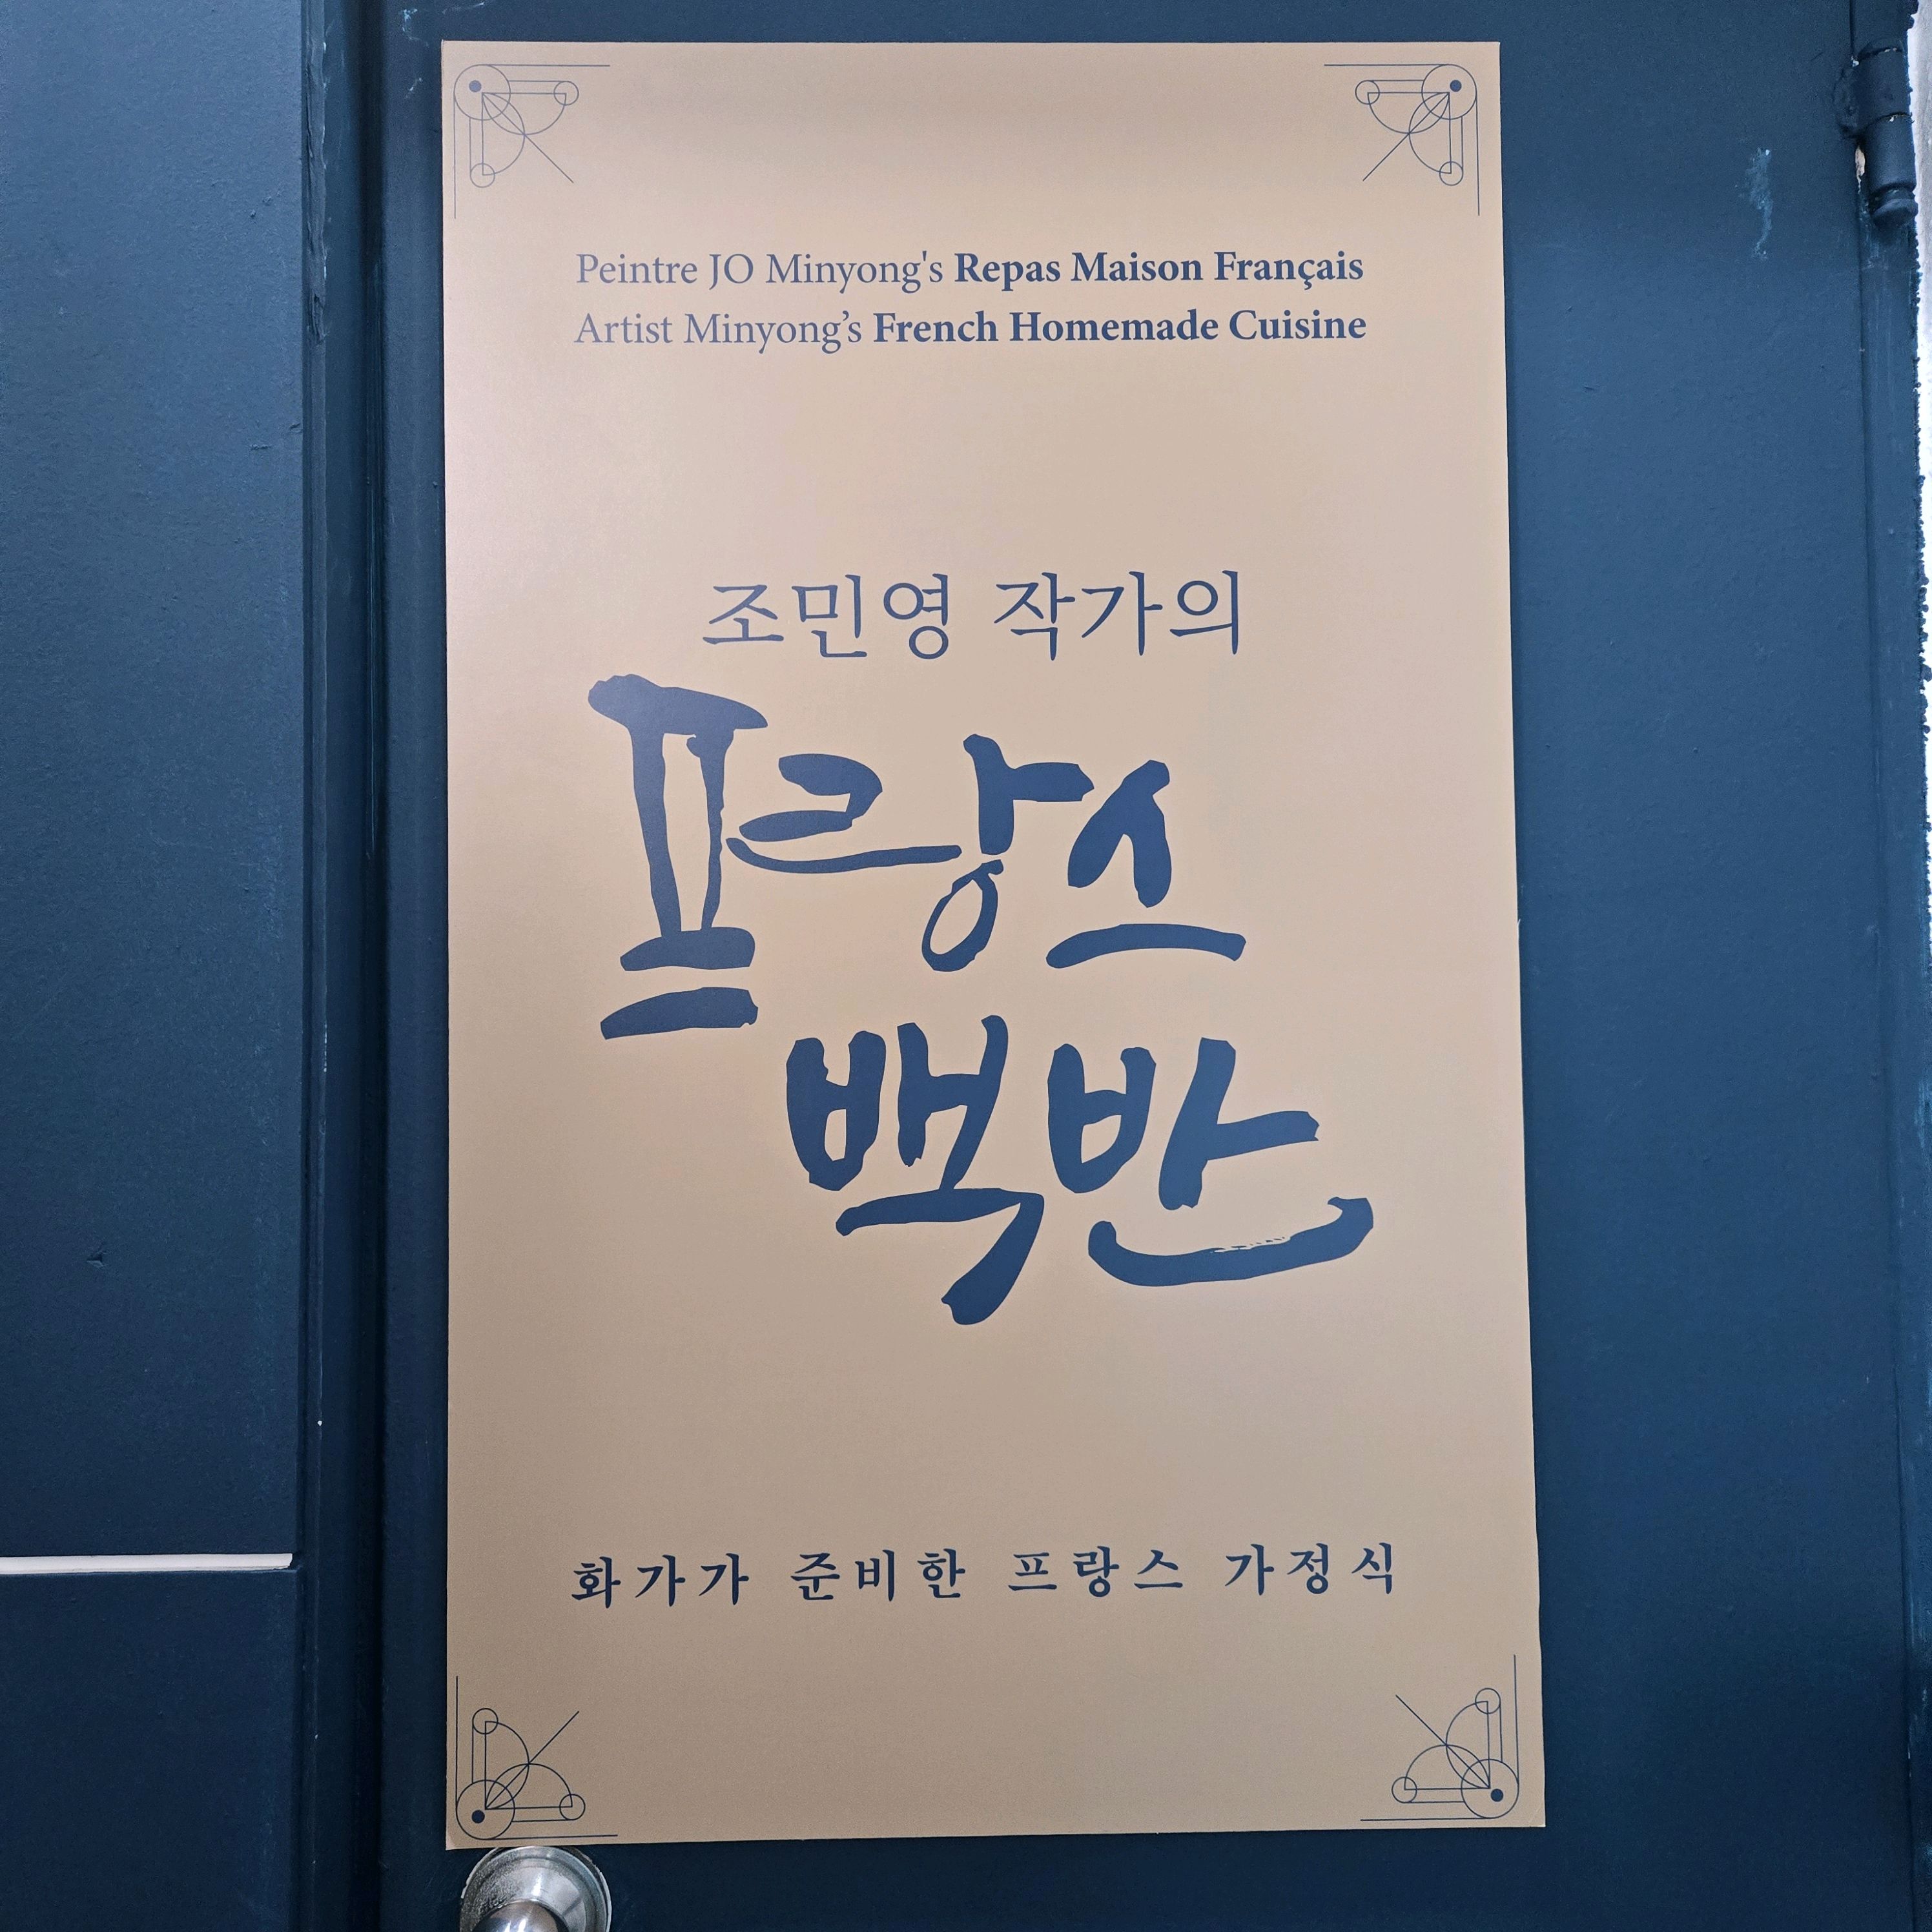 Peintre JO Minyong's Repas Maison Français
Artist Minyong’s French Homemade Cuisine
조민영 작가의
프랑스
백반
화가가 준비한 프랑스 가정식